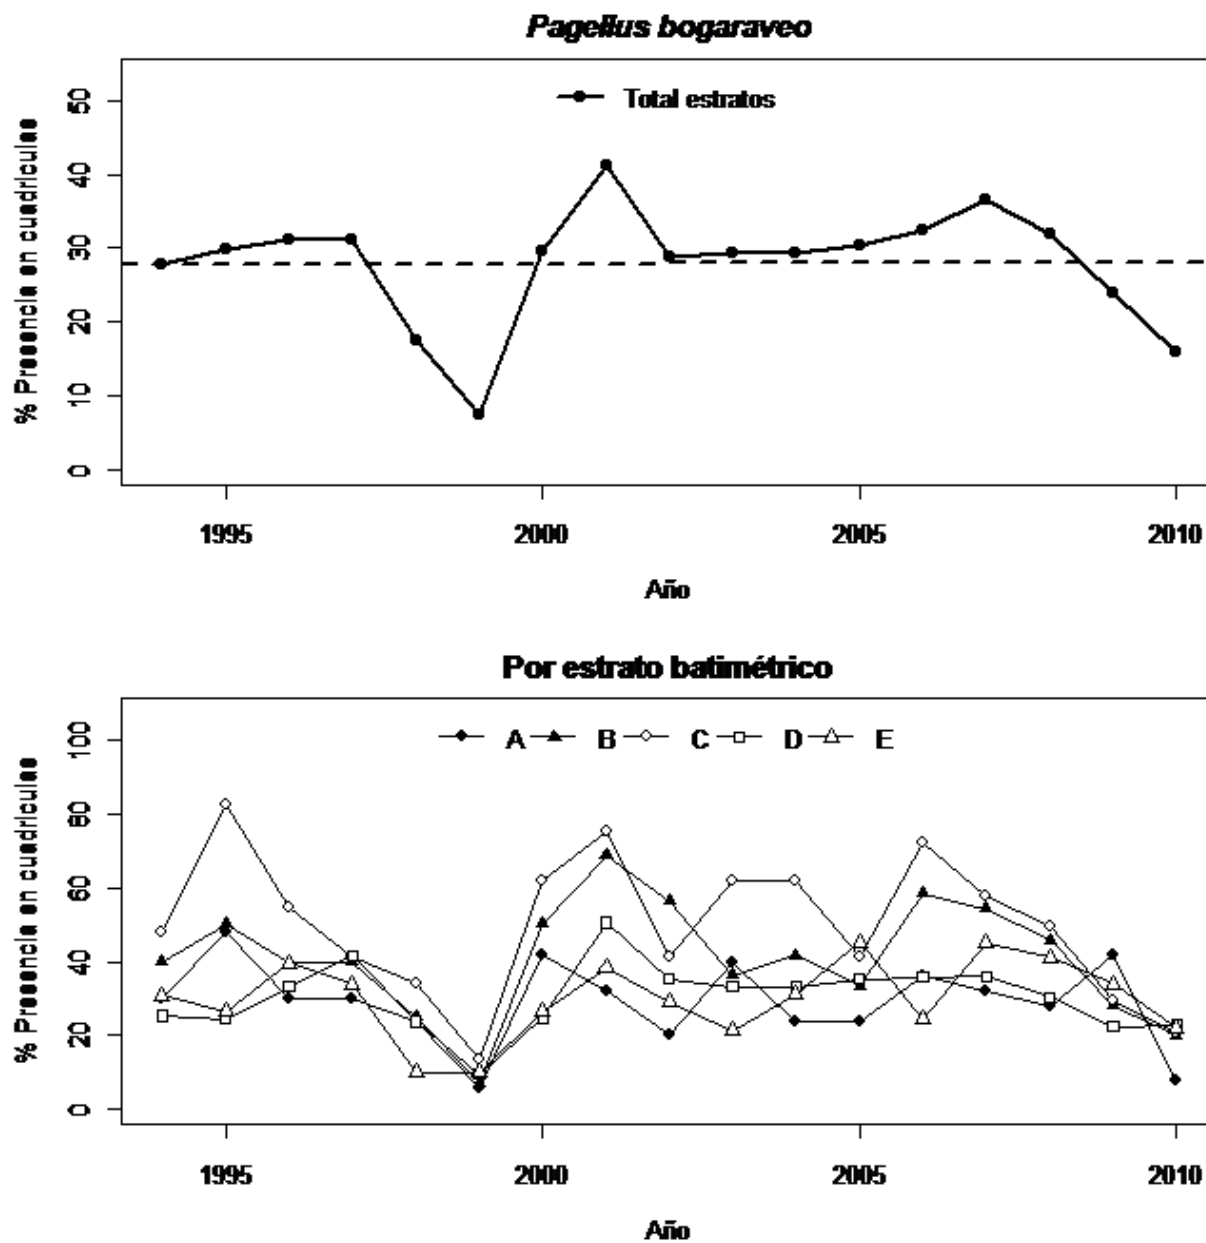 Pagellus bogaraveo
Total estratos
% Presencia en cuadriculas
50
40
30
20
10
0
1995 2000 2005 2010
Año
Por estrato batimétrico
A B C D E
% Presencia en cuadriculas
100
80
60
40
20
0
1995 2000 2005 2010
Año